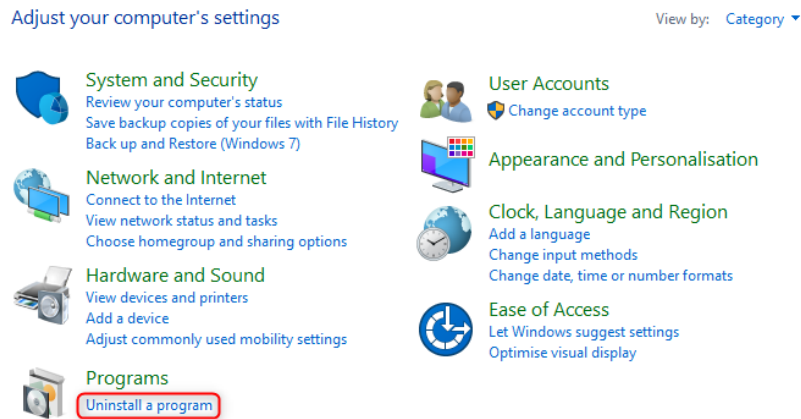 Adjust your computer's settings
View by: Category
System and Security
Review your computer's status
Save backup copies of your files with File History
Back up and Restore (Windows 7)
Network and Internet
Connect to the Internet
View network status and tasks
Choose homegroup and sharing options
Hardware and Sound
View devices and printers
Add a device
Adjust commonly used mobility settings
Programs
Uninstall a program
User Accounts
Change account type
Appearance and Personalisation
Clock, Language and Region
Add a language
Change input methods
Change date, time or number formats
Ease of Access
Let Windows suggest settings
Optimise visual display